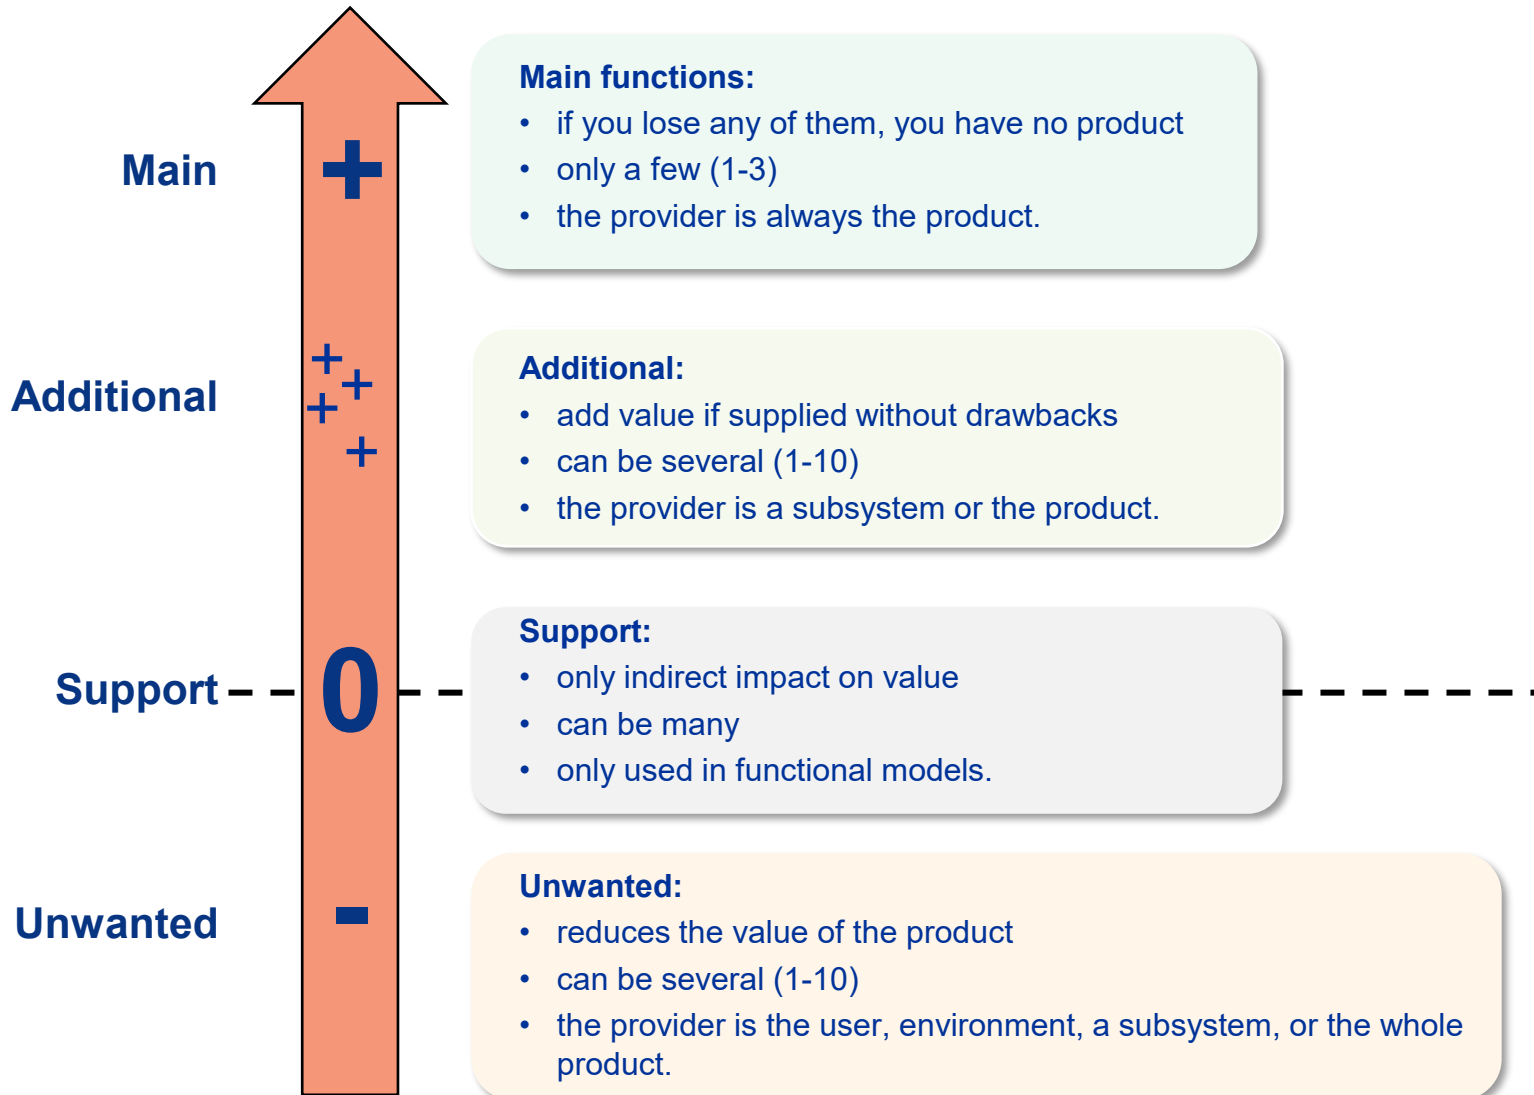 Main
+
Main functions:
• if you lose any of them, you have no product
• only a few (1-3)
• the provider is always the product.
Additional
+
+
+
+
Additional:
• add value if supplied without drawbacks
• can be several (1-10)
• the provider is a subsystem or the product.
Support
0
Support:
• only indirect impact on value
• can be many
• only used in functional models.
Unwanted
-
Unwanted:
• reduces the value of the product
• can be several (1-10)
• the provider is the user, environment, a subsystem, or the whole
product.